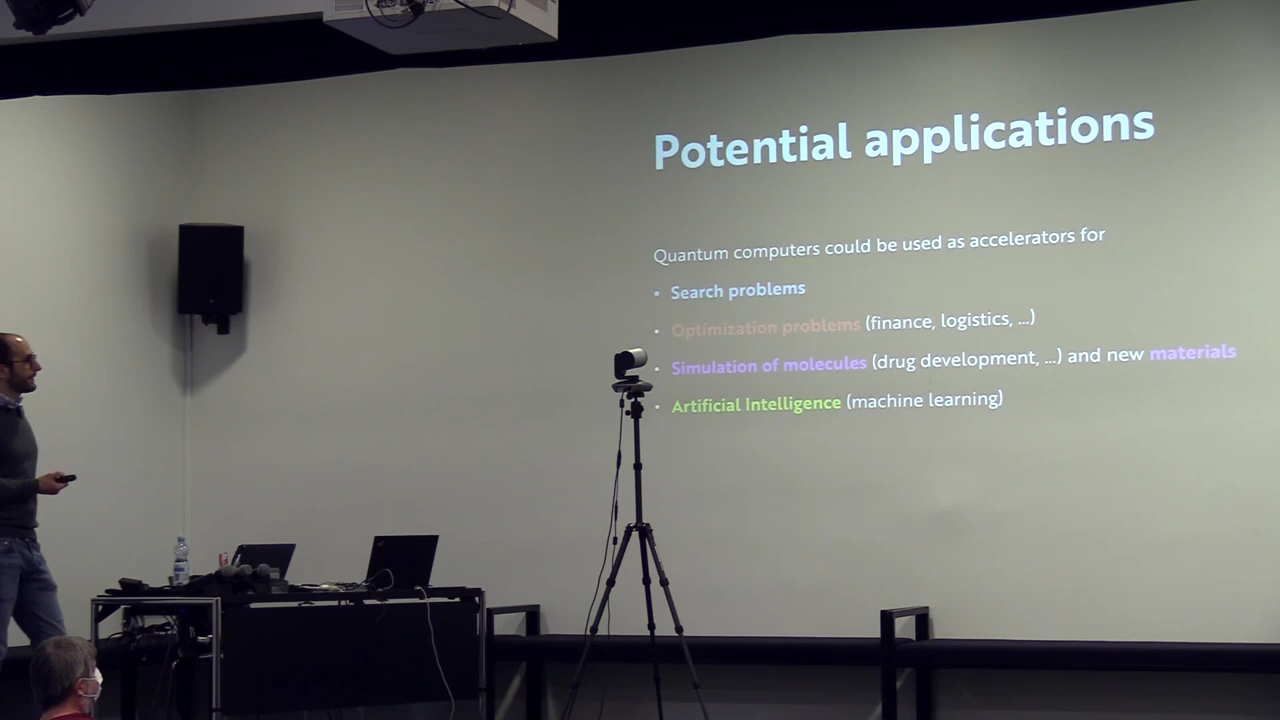 Potential applications
Quantum computers could be used as accelerators for
• Search problems
• Optimization problems (finance, logistics, ...)
• Simulation of molecules (drug development, ...) and new materials
• Artificial Intelligence (machine learning)